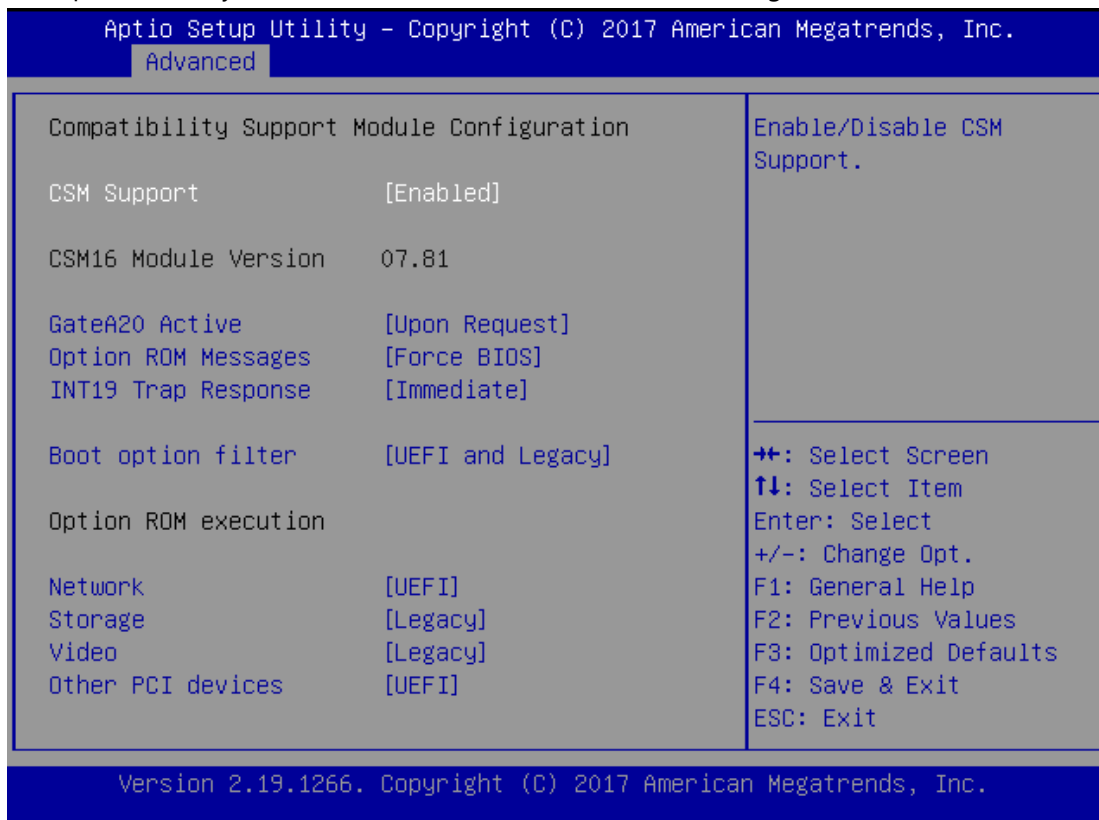 Aptio Setup Utility – Copyright (C) 2017 American Megatrends, Inc.
Advanced
Compatibility Support Module Configuration
CSM Support [Enabled]
CSM16 Module Version 07.81
GateA20 Active [Upon Request]
Option ROM Messages [Force BIOS]
INT19 Trap Response [Immediate]
Boot option filter [UEFI and Legacy]
Option ROM execution
Network [UEFI]
Storage [Legacy]
Video [Legacy]
Other PCI devices [UEFI]
Enable/Disable CSM
Support.
→←: Select Screen
↑↓: Select Item
Enter: Select
+/-: Change Opt.
F1: General Help
F2: Previous Values
F3: Optimized Defaults
F4: Save & Exit
ESC: Exit
Version 2.19.1266. Copyright (C) 2017 American Megatrends, Inc.